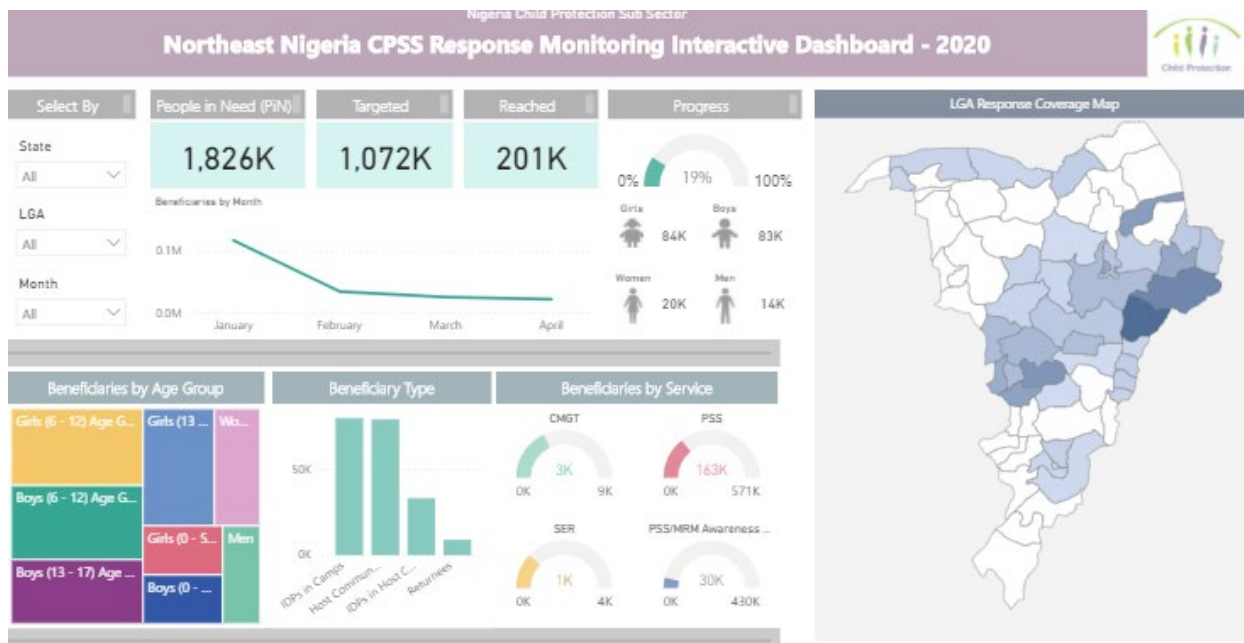 Nigeria Child Protection Sub Sector
Northeast Nigeria CPSS Response Monitoring Interactive Dashboard - 2020
Child Protection
Select By
State
All
LGA
All
Month
All
People in Need (PiN)
Targeted
Reached
1,826K
1,072K
201K
Beneficiaries by Month
0.1M
0.0M
January
February
March
April
Progress
0%
19%
100%
Girls
Boys
84K
83K
Women
Men
20K
14K
LGA Response Coverage Map
Beneficiaries by Age Group
Girls (6 - 12) Age G...
Girls (13 ...
Wo...
Boys (6 - 12) Age G...
Girls (0 - 5...
Men
Boys (13 - 17) Age ...
Boys (0 - ...
Beneficiary Type
50K
0K
IDPs in Camps
Host Commun...
IDPs in Host C...
Returnees
Beneficiaries by Service
CMGT
3K
0K
9K
PSS
163K
0K
571K
SER
1K
0K
4K
PSS/MRM Awareness ...
30K
0K
430K